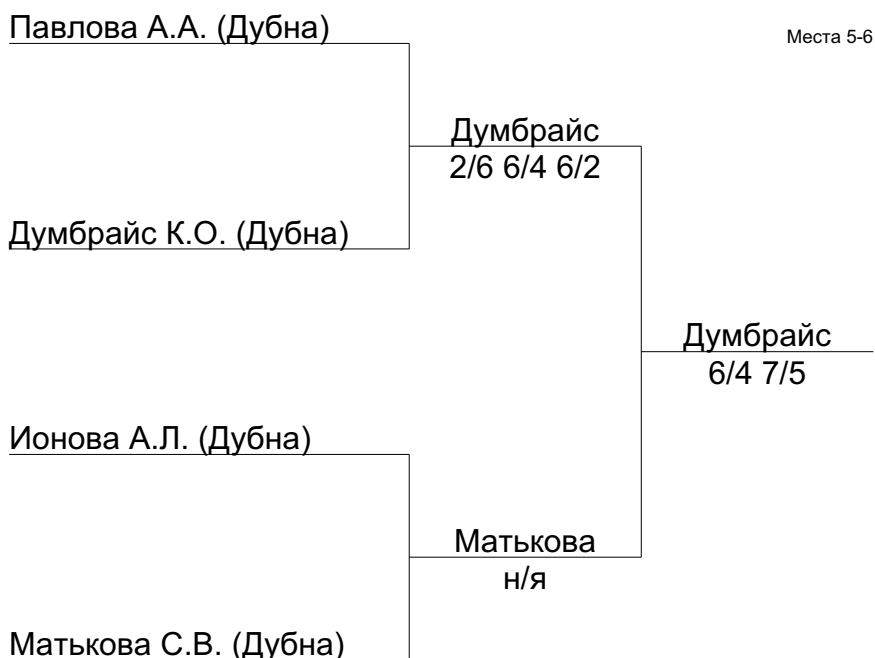 Павлова А.А. (Дубна)
Места 5-6
Думбрайс
2/6 6/4 6/2
Думбрайс К.О. (Дубна)
Думбрайс
6/4 7/5
Ионова А.Л. (Дубна)
Матькова
н/я
Матькова С.В. (Дубна)